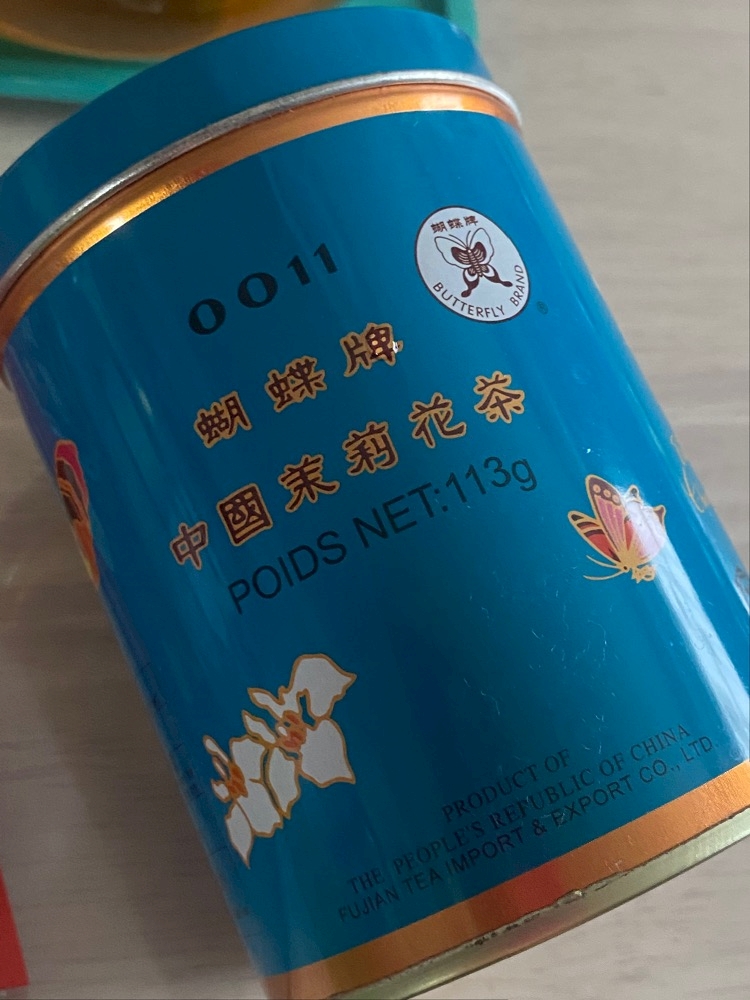 蝴蝶牌
BUTTERFLY BRAND
®
0011
蝴蝶牌
中國茉莉花茶
POIDS NET:113g
PRODUCT OF
THE PEOPLE'S REPUBLIC OF CHINA
FUJIAN TEA IMPORT & EXPORT CO., LTD.